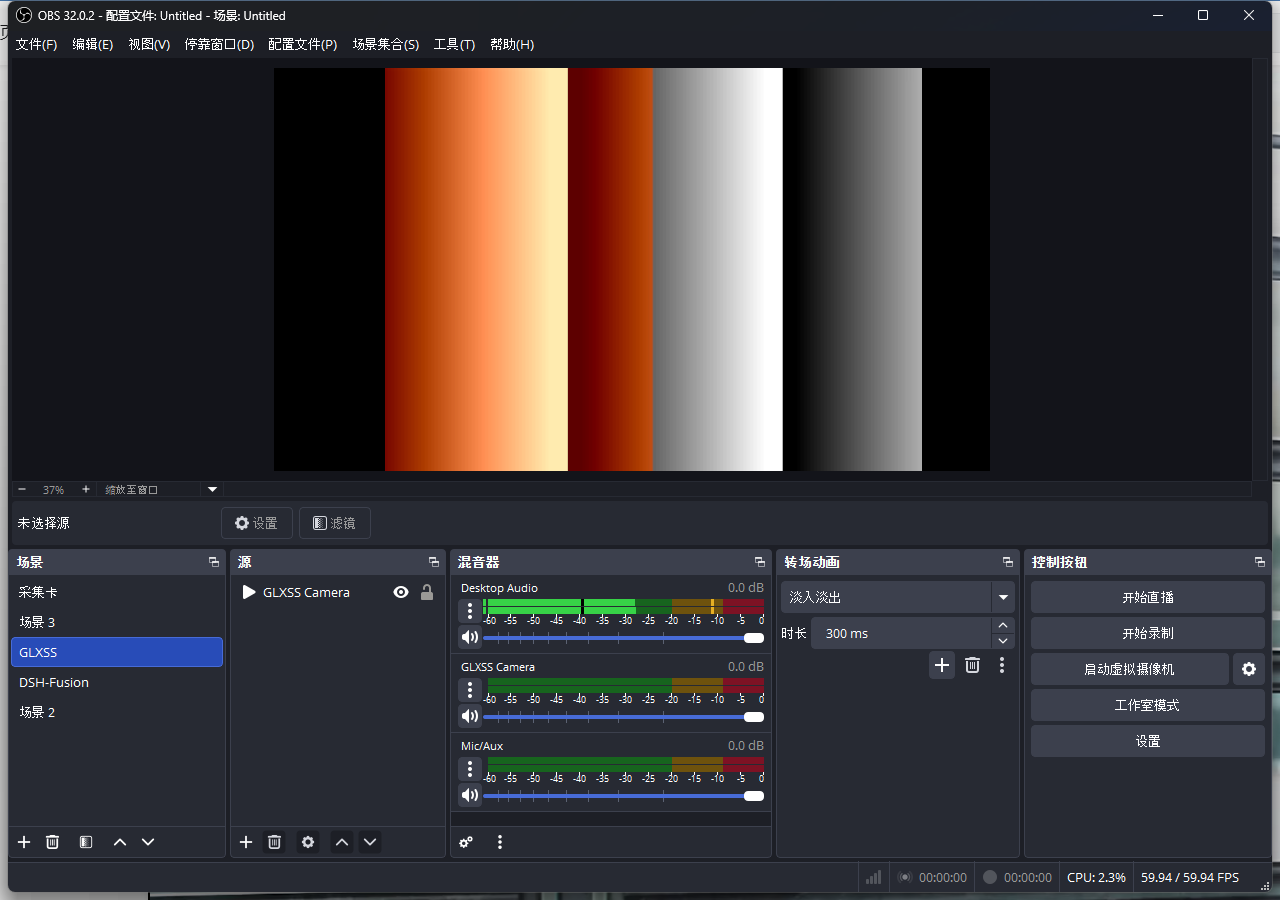 OBS 32.0.2 - 配置文件: Untitled - 场景: Untitled
文件(F) 编辑(E) 视图(V) 停靠窗口(D) 配置文件(P) 场景集合(S) 工具(T) 帮助(H)
37% 缩放至窗口
未选择源 设置 滤镜
场景
采集卡
场景 3
GLXSS
DSH-Fusion
场景 2
源
GLXSS Camera
混音器
Desktop Audio 0.0 dB
-60 -55 -50 -45 -40 -35 -30 -25 -20 -15 -10 -5 0
GLXSS Camera 0.0 dB
-60 -55 -50 -45 -40 -35 -30 -25 -20 -15 -10 -5 0
Mic/Aux 0.0 dB
-60 -55 -50 -45 -40 -35 -30 -25 -20 -15 -10 -5 0
转场动画
淡入淡出
时长 300 ms
控制按钮
开始直播
开始录制
启动虚拟摄像机
工作室模式
设置
00:00:00 00:00:00 CPU: 2.3% 59.94 / 59.94 FPS